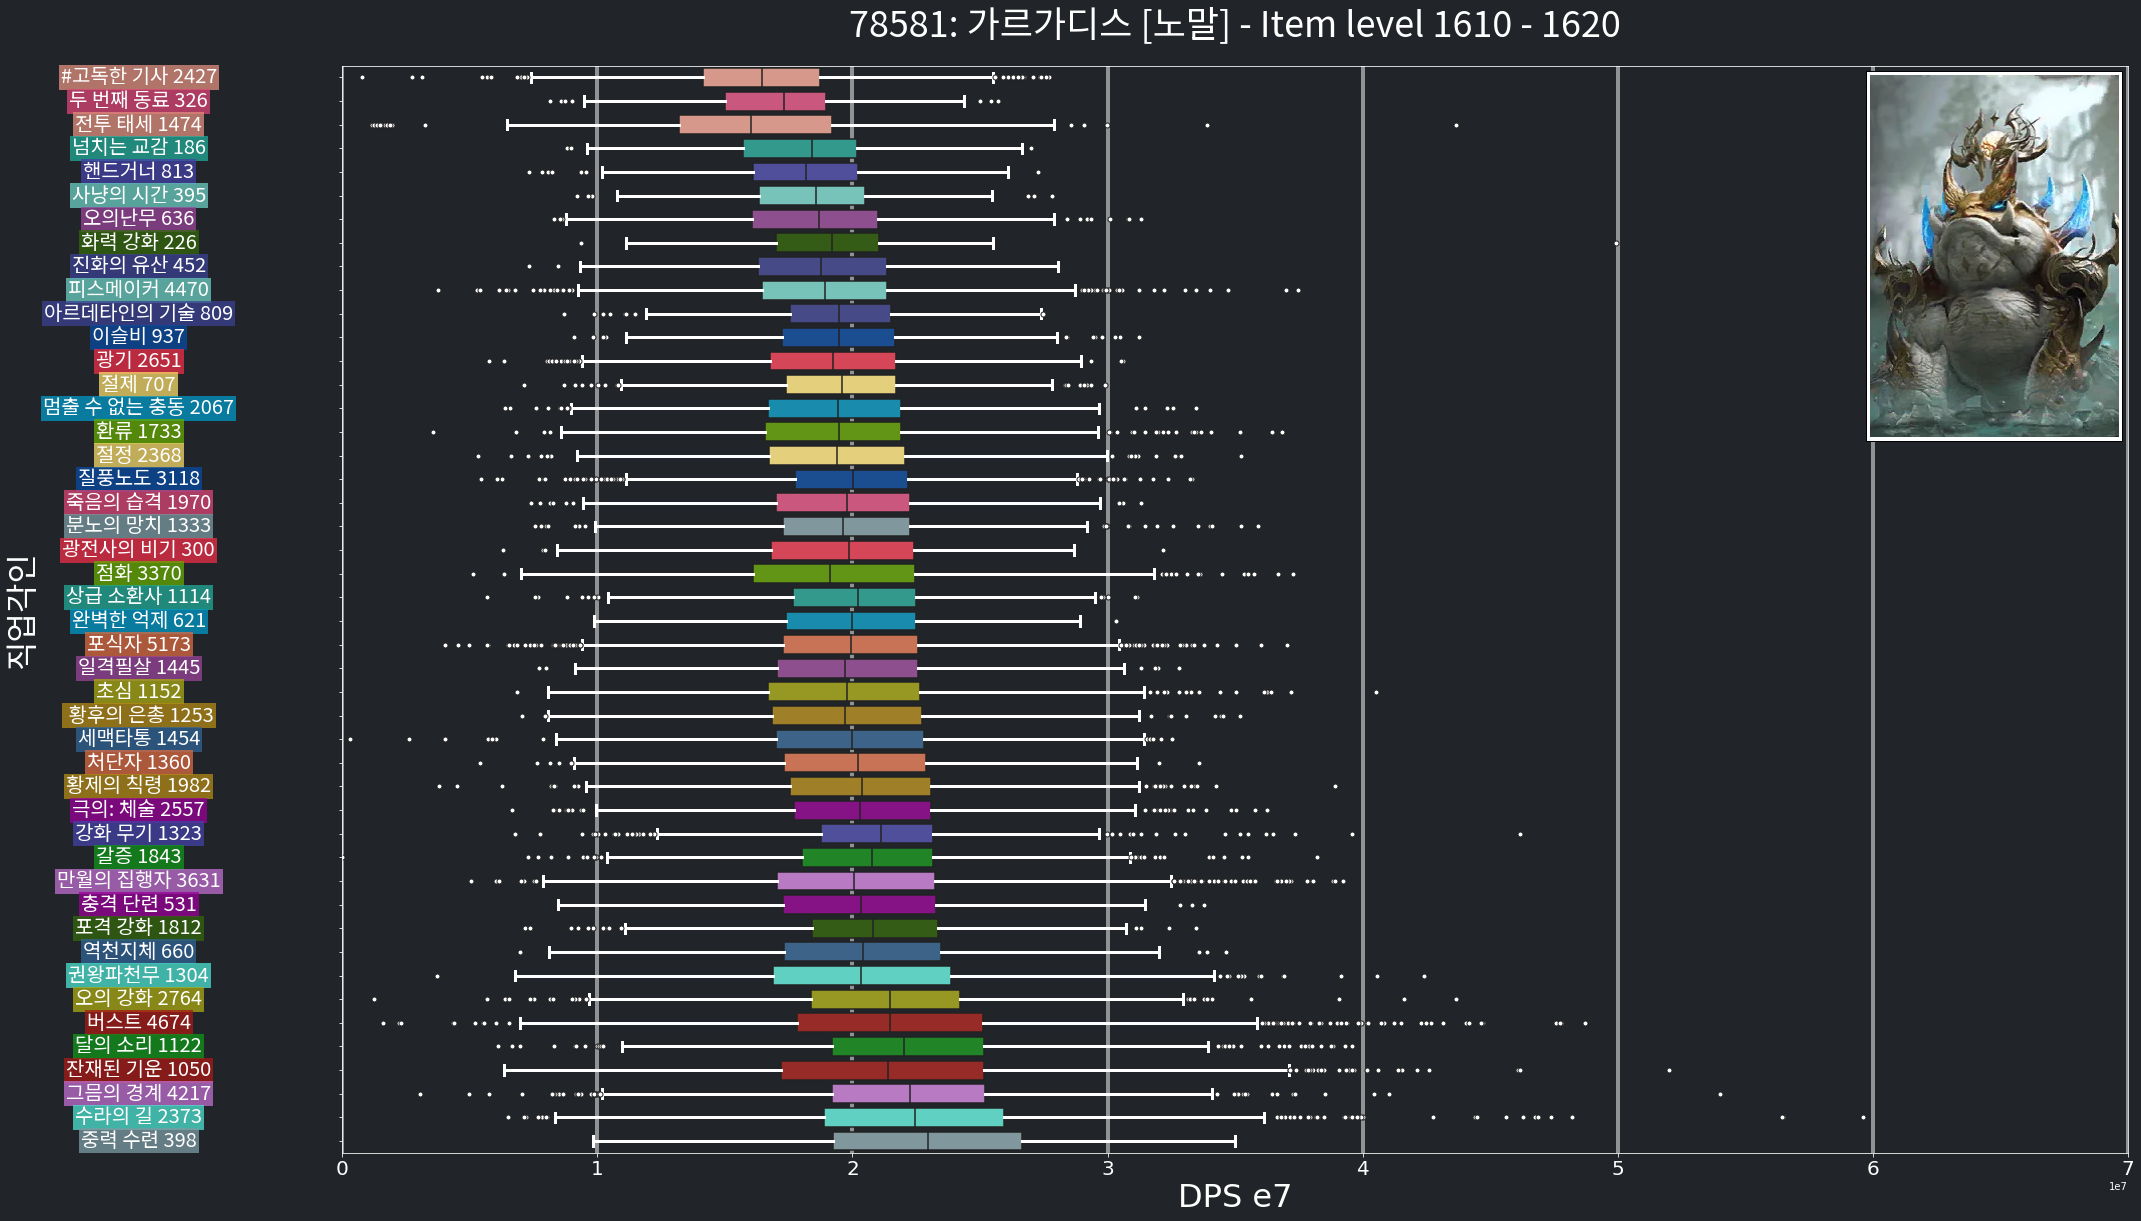 78581: 가르가디스 [노말] - Item level 1610 - 1620
#고독한 기사 2427
두 번째 동료 326
전투 태세 1474
넘치는 교감 186
핸드거너 813
사냥의 시간 395
오의난무 636
화력 강화 226
진화의 유산 452
피스메이커 4470
아르데타인의 기술 809
이슬비 937
광기 2651
절제 707
멈출 수 없는 충동 2067
환류 1733
절정 2368
질풍노도 3118
죽음의 습격 1970
분노의 망치 1333
광전사의 비기 300
점화 3370
상급 소환사 1114
완벽한 억제 621
포식자 5173
일격필살 1445
초심 1152
황후의 은총 1253
세맥타통 1454
처단자 1360
황제의 칙령 1982
극의: 체술 2557
강화 무기 1323
갈증 1843
만월의 집행자 3631
충격 단련 531
포격 강화 1812
역천지체 660
권왕파천무 1304
오의 강화 2764
버스트 4674
달의 소리 1122
잔재된 기운 1050
그믐의 경계 4217
수라의 길 2373
중력 수련 398
직업각인
0 1 2 3 4 5 6 7
DPS e7
1e7